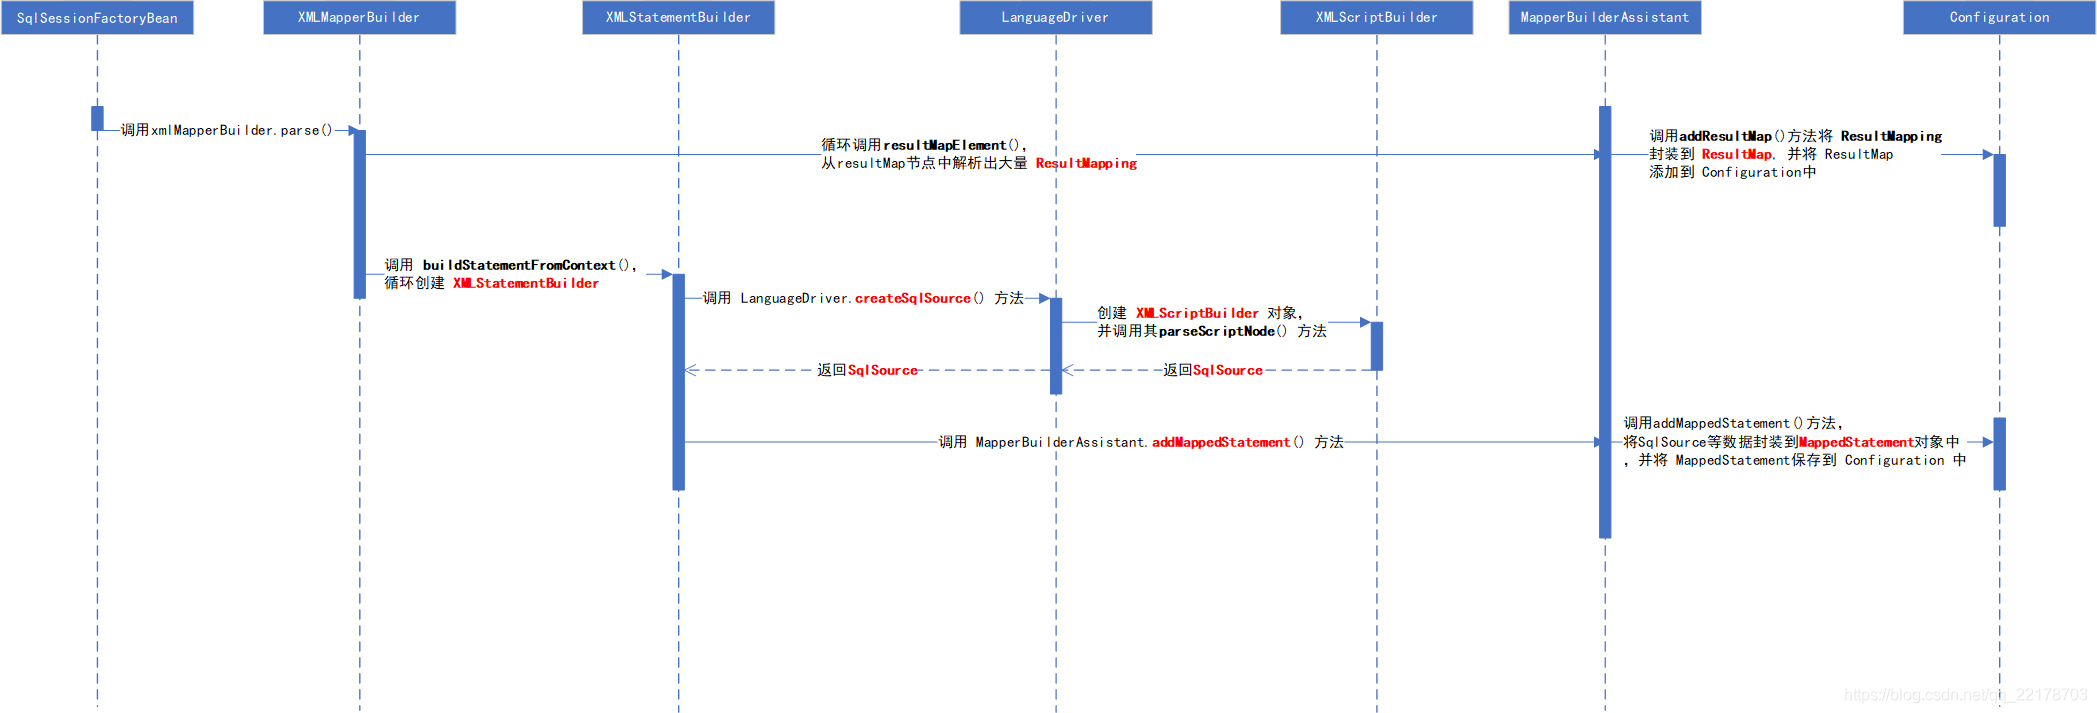 SqlSessionFactoryBean
XMLMapperBuilder
XMLStatementBuilder
LanguageDriver
XMLScriptBuilder
MapperBuilderAssistant
Configuration
调用xmlMapperBuilder.parse()
循环调用resultMapElement(),
从resultMap节点中解析出大量 ResultMapping
调用addResultMap()方法将 ResultMapping
封装到 ResultMap，并将 ResultMap
添加到 Configuration中
调用 buildStatementFromContext(),
循环创建 XMLStatementBuilder
调用 LanguageDriver.createSqlSource() 方法
创建 XMLScriptBuilder 对象,
并调用其parseScriptNode() 方法
返回SqlSource
返回SqlSource
调用 MapperBuilderAssistant.addMappedStatement() 方法
调用addMappedStatement()方法,
将SqlSource等数据封装到MappedStatement对象中
，并将 MappedStatement保存到 Configuration 中
https://blog.csdn.net/qq_22178703